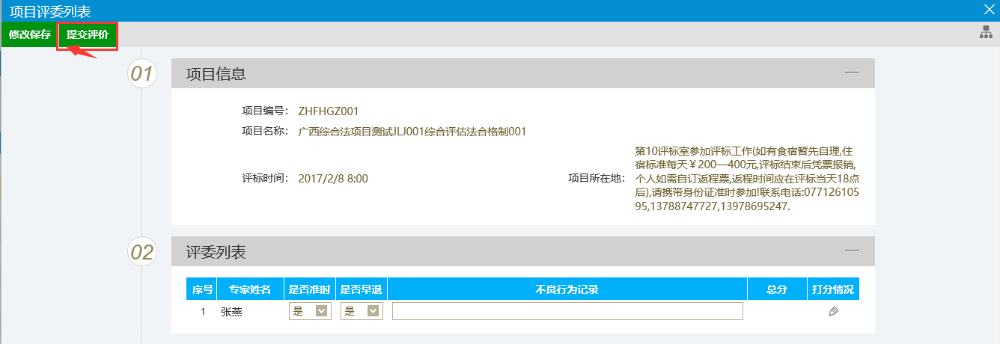 项目评委列表
修改保存 提交评价
01 项目信息
项目编号： ZHFHGZ001
项目名称： 广西综合法项目测试JLJ001综合评估法合格制001
评标时间： 2017/2/8 8:00
项目所在地：
第10评标室参加评标工作(如有食宿暂先自理,住
宿标准每天￥200—400元,评标结束后凭票报销,
个人如需自订返程票,返程时间应在评标当天18点
后),请携带身份证准时参加!联系电话:077126105
95,13788747727,13978695247.
02 评委列表
序号 专家姓名 是否准时 是否早退 不良行为记录 总分 打分情况
1 张燕 是 是